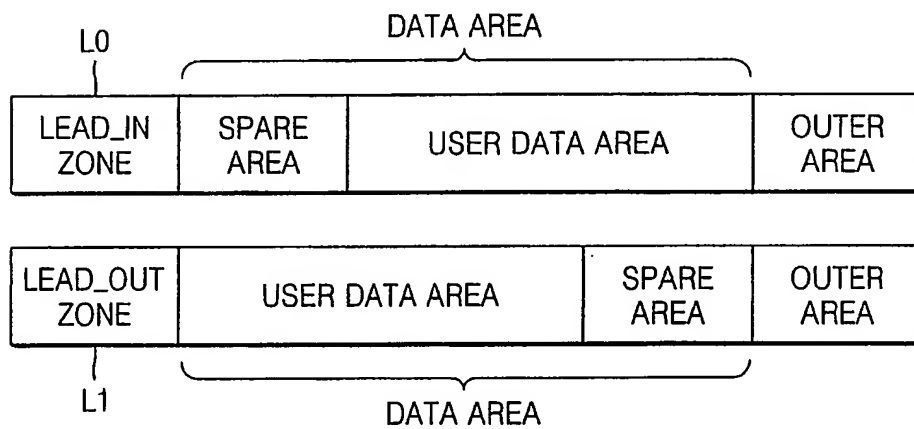 DATA AREA
L0
LEAD_IN ZONE
SPARE AREA
USER DATA AREA
OUTER AREA
LEAD_OUT ZONE
USER DATA AREA
SPARE AREA
OUTER AREA
L1
DATA AREA